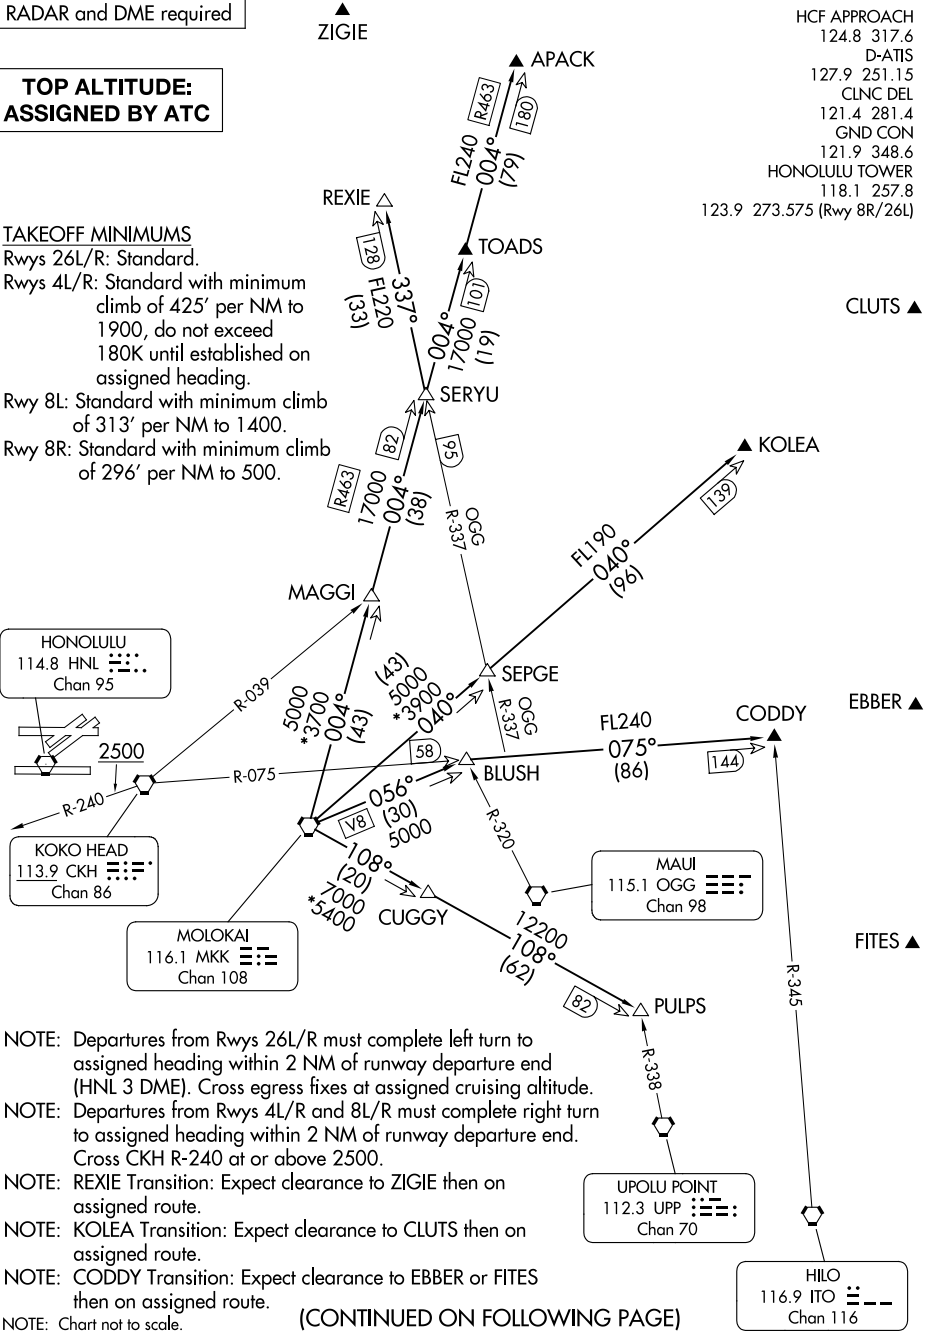 RADAR and DME required
ZIGIE
HCF APPROACH
124.8 317.6
D-ATIS
127.9 251.15
CLNC DEL
121.4 281.4
GND CON
121.9 348.6
HONOLULU TOWER
118.1 257.8
123.9 273.575 (Rwy 8R/26L)
TOP ALTITUDE:
ASSIGNED BY ATC
APACK
R463
180
FL240
004°
(79)
REXIE
128
FL220
337°
(33)
TOADS
101
004°
17000
(19)
TAKEOFF MINIMUMS
Rwys 26L/R: Standard.
Rwys 4L/R: Standard with minimum
climb of 425' per NM to
1900, do not exceed
180K until established on
assigned heading.
Rwy 8L: Standard with minimum climb
of 313' per NM to 1400.
Rwy 8R: Standard with minimum climb
of 296' per NM to 500.
CLUTS
SERYU
82
95
R463
17000
004°
(38)
OGG
R-337
KOLEA
139
FL190
040°
(96)
MAGGI
HONOLULU
114.8 HNL
Chan 95
R-039
5000
*3700
004°
(43)
(43)
5000
*3900
040°
SEPGE
OGG
R-337
EBBER
FL240
075°
(86)
CODDY
144
2500
R-240
R-075
58
BLUSH
V8
056°
(30)
5000
KOKO HEAD
113.9 CKH
Chan 86
R-320
108°
(20)
7000
*5400
CUGGY
MAUI
115.1 OGG
Chan 98
MOLOKAI
116.1 MKK
Chan 108
12200
108°
(62)
82
PULPS
FITES
R-345
R-338
NOTE: Departures from Rwys 26L/R must complete left turn to
assigned heading within 2 NM of runway departure end
(HNL 3 DME). Cross egress fixes at assigned cruising altitude.
NOTE: Departures from Rwys 4L/R and 8L/R must complete right turn
to assigned heading within 2 NM of runway departure end.
Cross CKH R-240 at or above 2500.
NOTE: REXIE Transition: Expect clearance to ZIGIE then on
assigned route.
NOTE: KOLEA Transition: Expect clearance to CLUTS then on
assigned route.
NOTE: CODDY Transition: Expect clearance to EBBER or FITES
then on assigned route.
NOTE: Chart not to scale.
UPOLU POINT
112.3 UPP
Chan 70
HILO
116.9 ITO
Chan 116
(CONTINUED ON FOLLOWING PAGE)